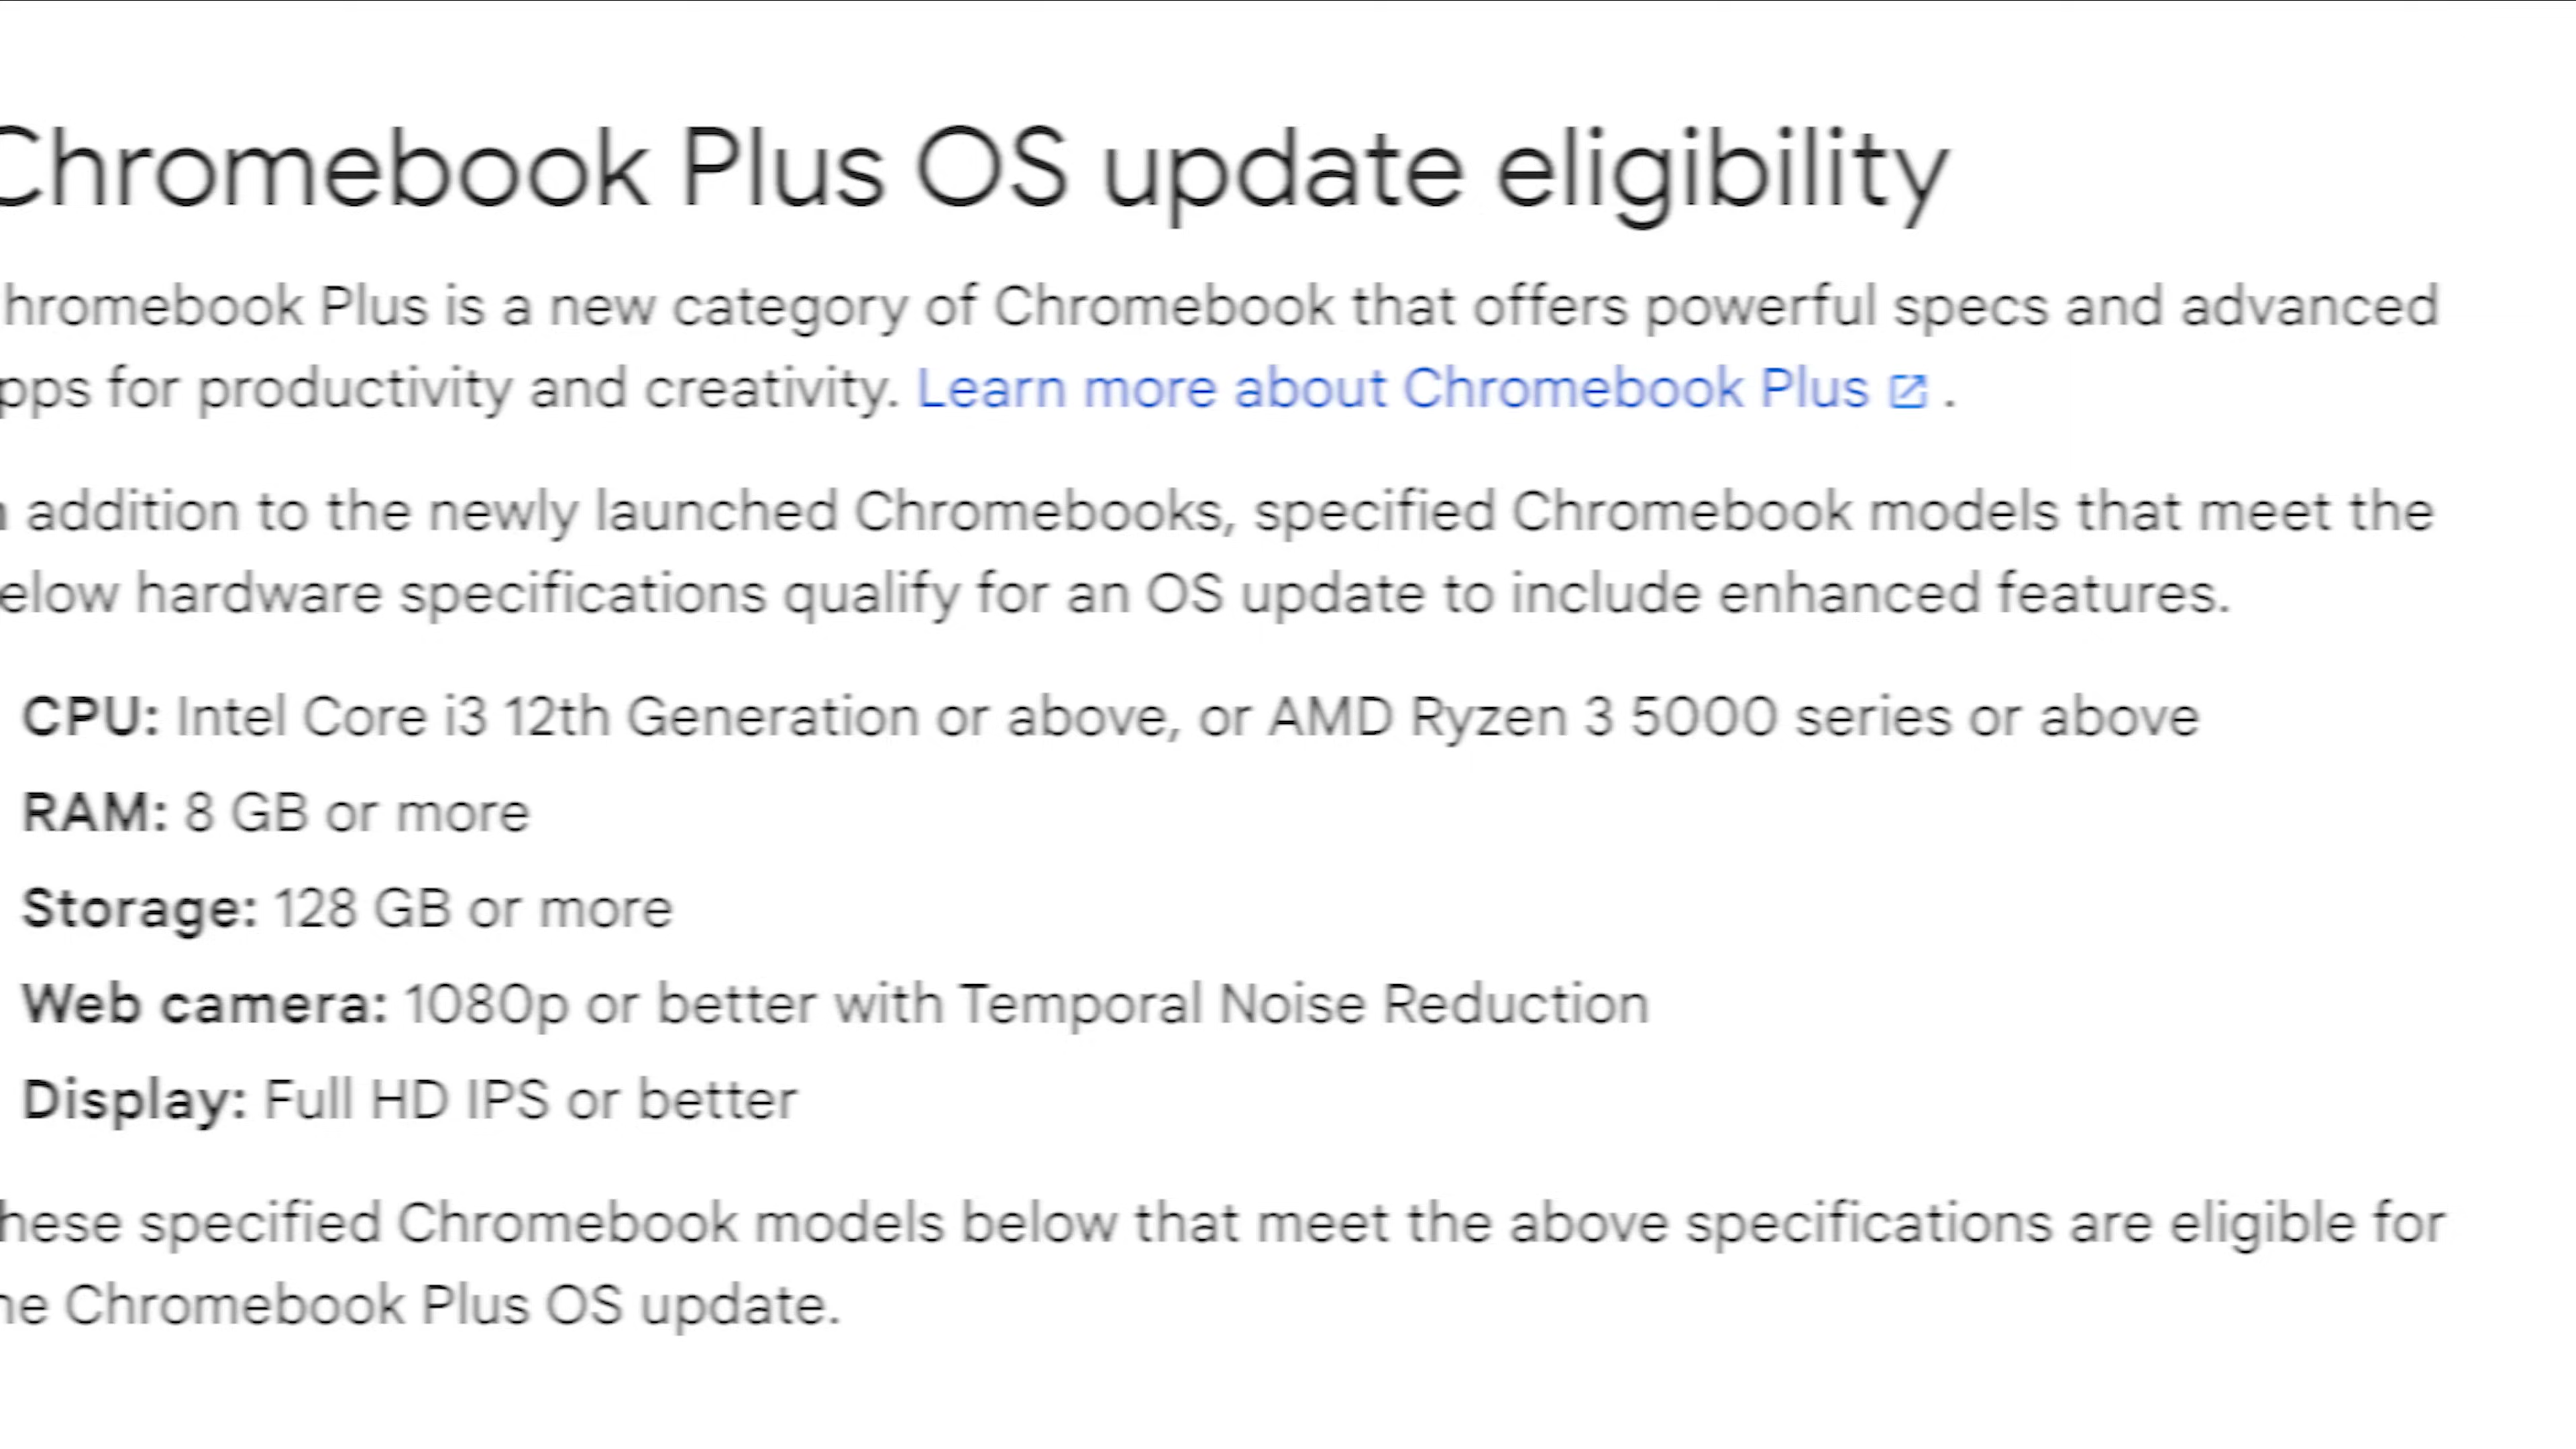 Chromebook Plus OS update eligibility
hromebook Plus is a new category of Chromebook that offers powerful specs and advanced
pps for productivity and creativity. Learn more about Chromebook Plus .
addition to the newly launched Chromebooks, specified Chromebook models that meet the
elow hardware specifications qualify for an OS update to include enhanced features.
CPU: Intel Core i3 12th Generation or above, or AMD Ryzen 3 5000 series or above
RAM: 8 GB or more
Storage: 128 GB or more
Web camera: 1080p or better with Temporal Noise Reduction
Display: Full HD IPS or better
hese specified Chromebook models below that meet the above specifications are eligible for
he Chromebook Plus OS update.